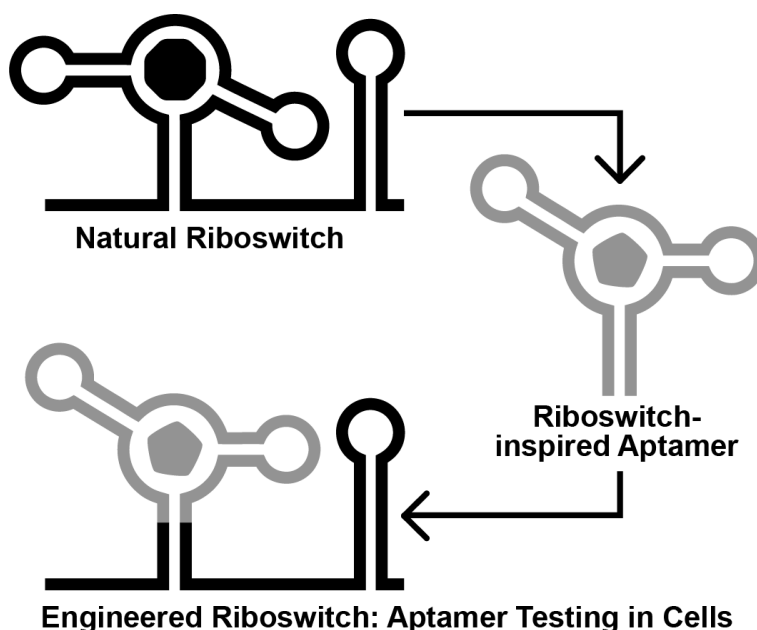 Natural Riboswitch
Riboswitch-
inspired Aptamer
Engineered Riboswitch: Aptamer Testing in Cells